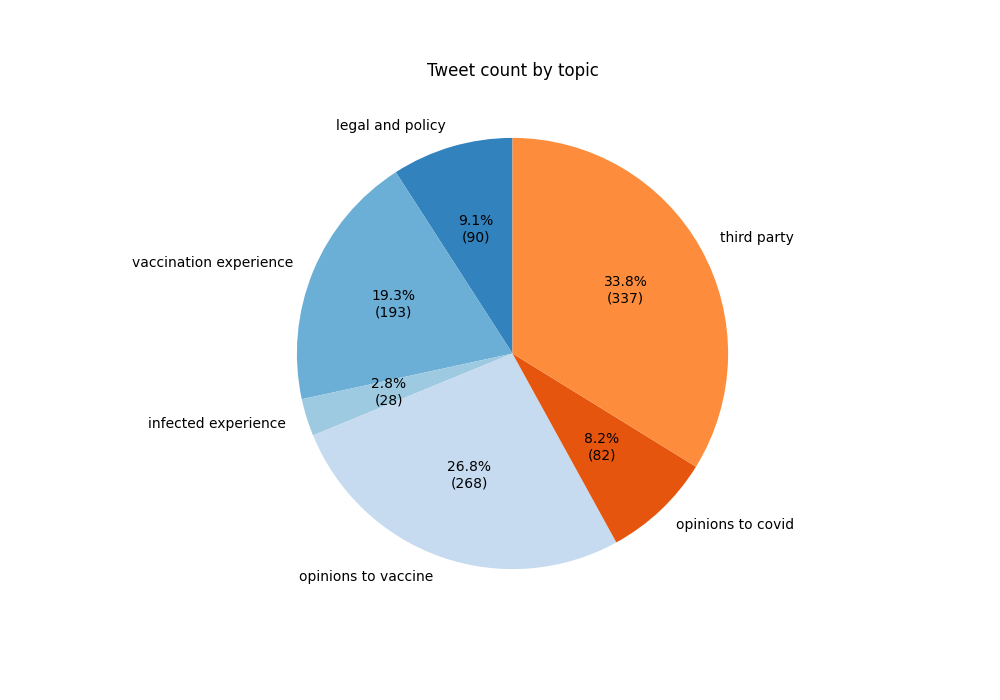 Tweet count by topic
legal and policy
9.1%
(90)
third party
33.8%
(337)
vaccination experience
19.3%
(193)
2.8%
(28)
infected experience
8.2%
(82)
26.8%
(268)
opinions to covid
opinions to vaccine